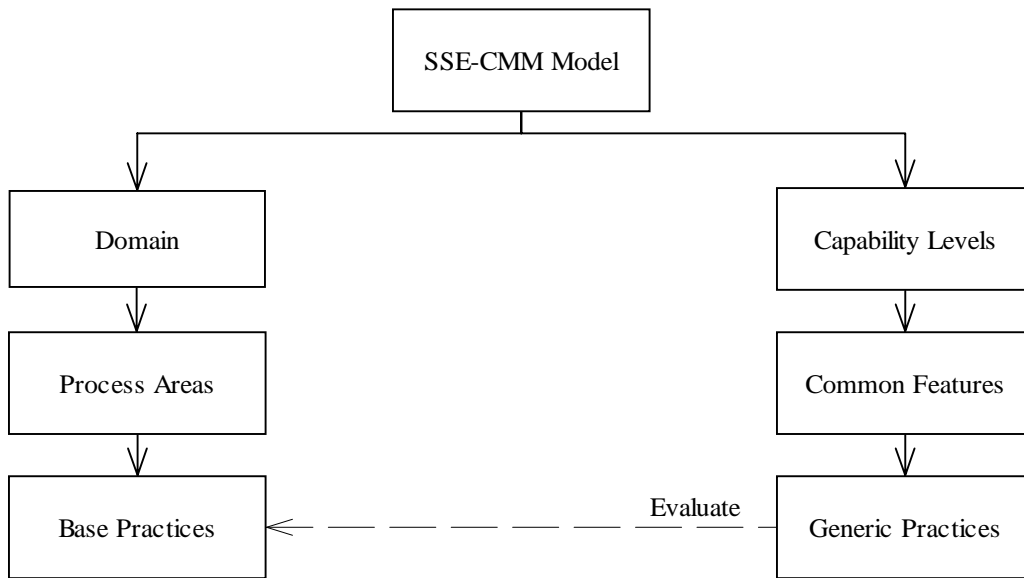 SSE-CMM Model
Domain
Capability Levels
Process Areas
Common Features
Evaluate
Base Practices
Generic Practices